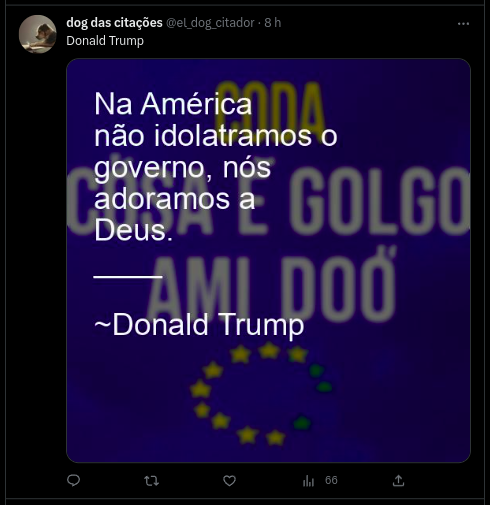 dog das citações @el_dog_citador · 8 h
Donald Trump
CODA
Na América
não idolatramos o
governo, nós
COSA E GOLGO
adoramos a
Deus.
AMI DOÖ
~Donald Trump
66